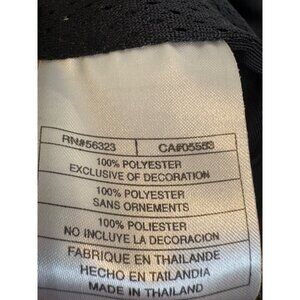 RN#56323 CA#05553
100% POLYESTER
EXCLUSIVE OF DECORATION
100% POLYESTER
SANS ORNEMENTS
100% POLIESTER
NO INCLUYE LA DECORACION
FABRIQUE EN THAILANDE
HECHO EN TAILANDIA
MADE IN THAILAND